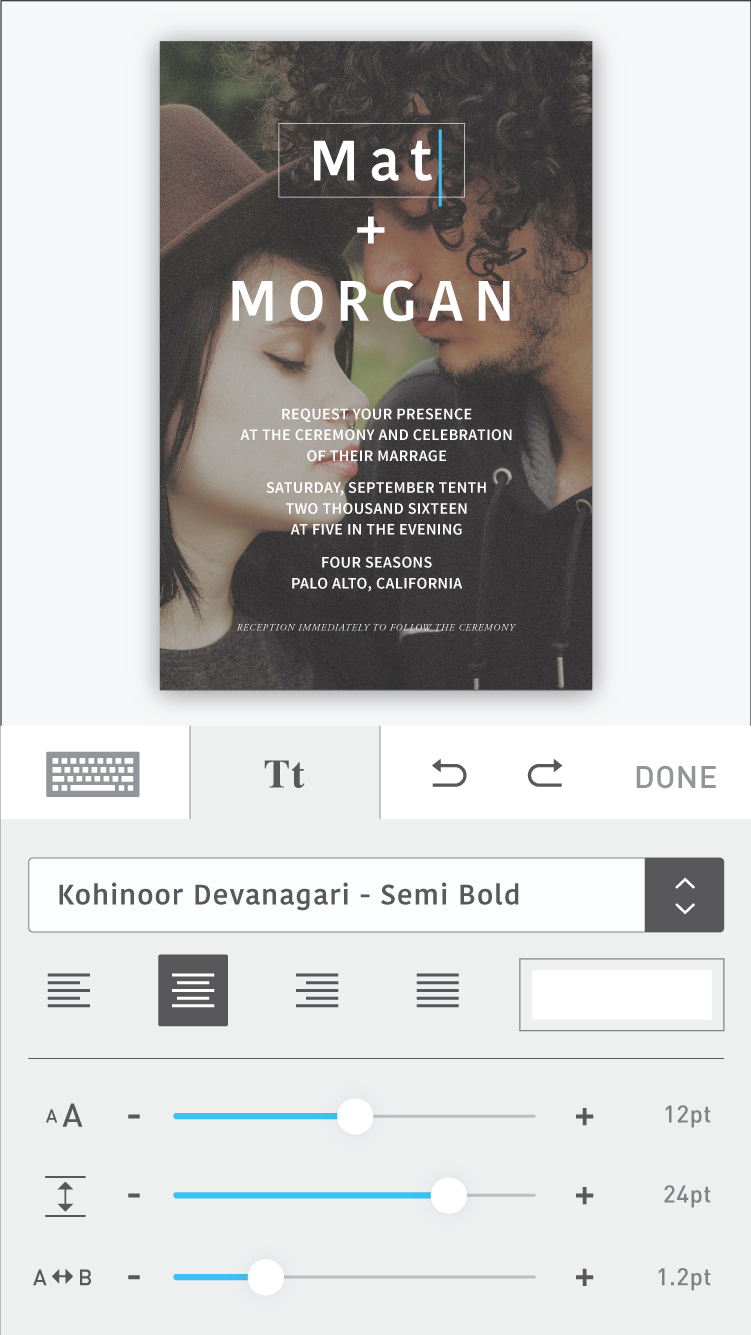 Mat
+
MORGAN
REQUEST YOUR PRESENCE
AT THE CEREMONY AND CELEBRATION
OF THEIR MARRAGE
SATURDAY, SEPTEMBER TENTH
TWO THOUSAND SIXTEEN
AT FIVE IN THE EVENING
FOUR SEASONS
PALO ALTO, CALIFORNIA
RECEPTION IMMEDIATELY TO FOLLOW THE CEREMONY
Tt DONE
Kohinoor Devanagari - Semi Bold
A A - + 12pt
- + 24pt
A B - + 1.2pt